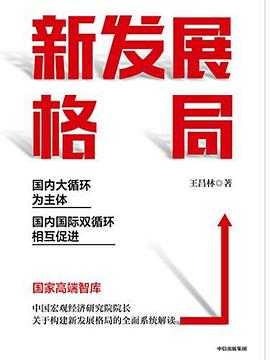 新发展
格局
国内大循环
为主体
国内国际双循环
相互促进
王昌林 著
国家高端智库
中国宏观经济研究院院长
关于构建新发展格局的全面系统解读
中信出版集团